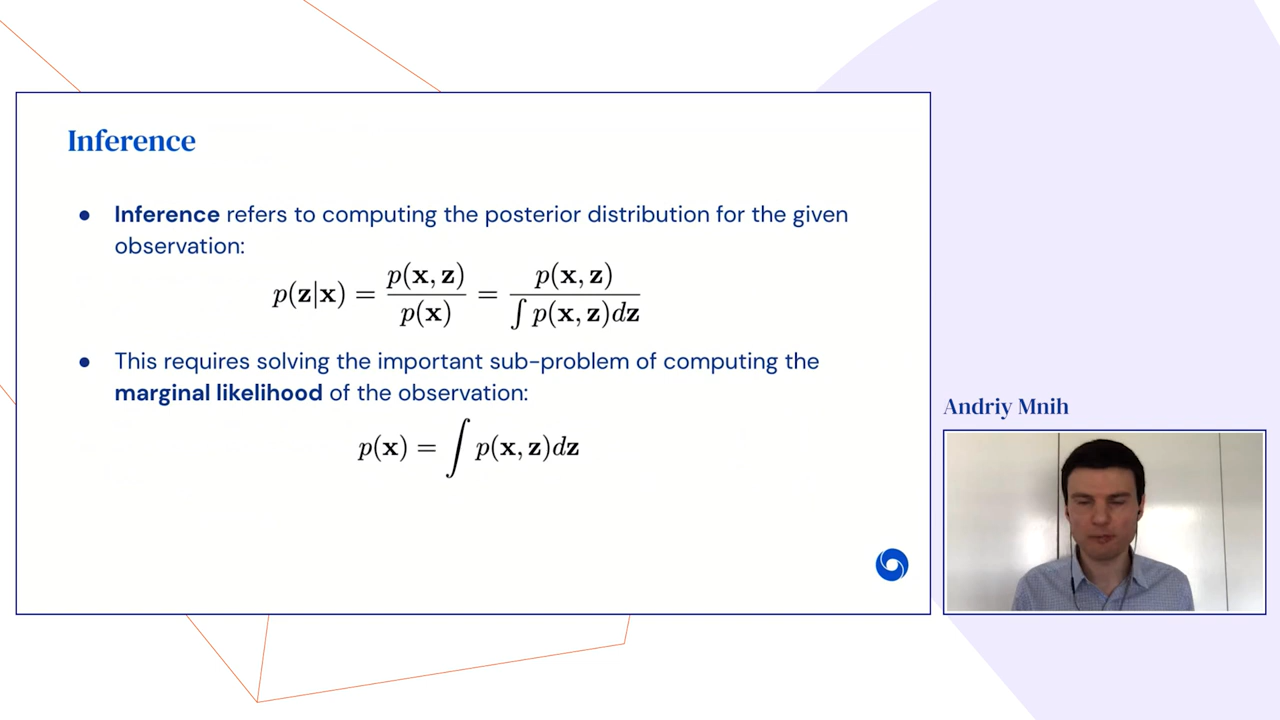 Inference
● Inference refers to computing the posterior distribution for the given
observation:
p(z|x) = p(x, z) / p(x) = p(x, z) / ∫ p(x, z)dz
● This requires solving the important sub-problem of computing the
marginal likelihood of the observation:
p(x) = ∫ p(x, z)dz
Andriy Mnih